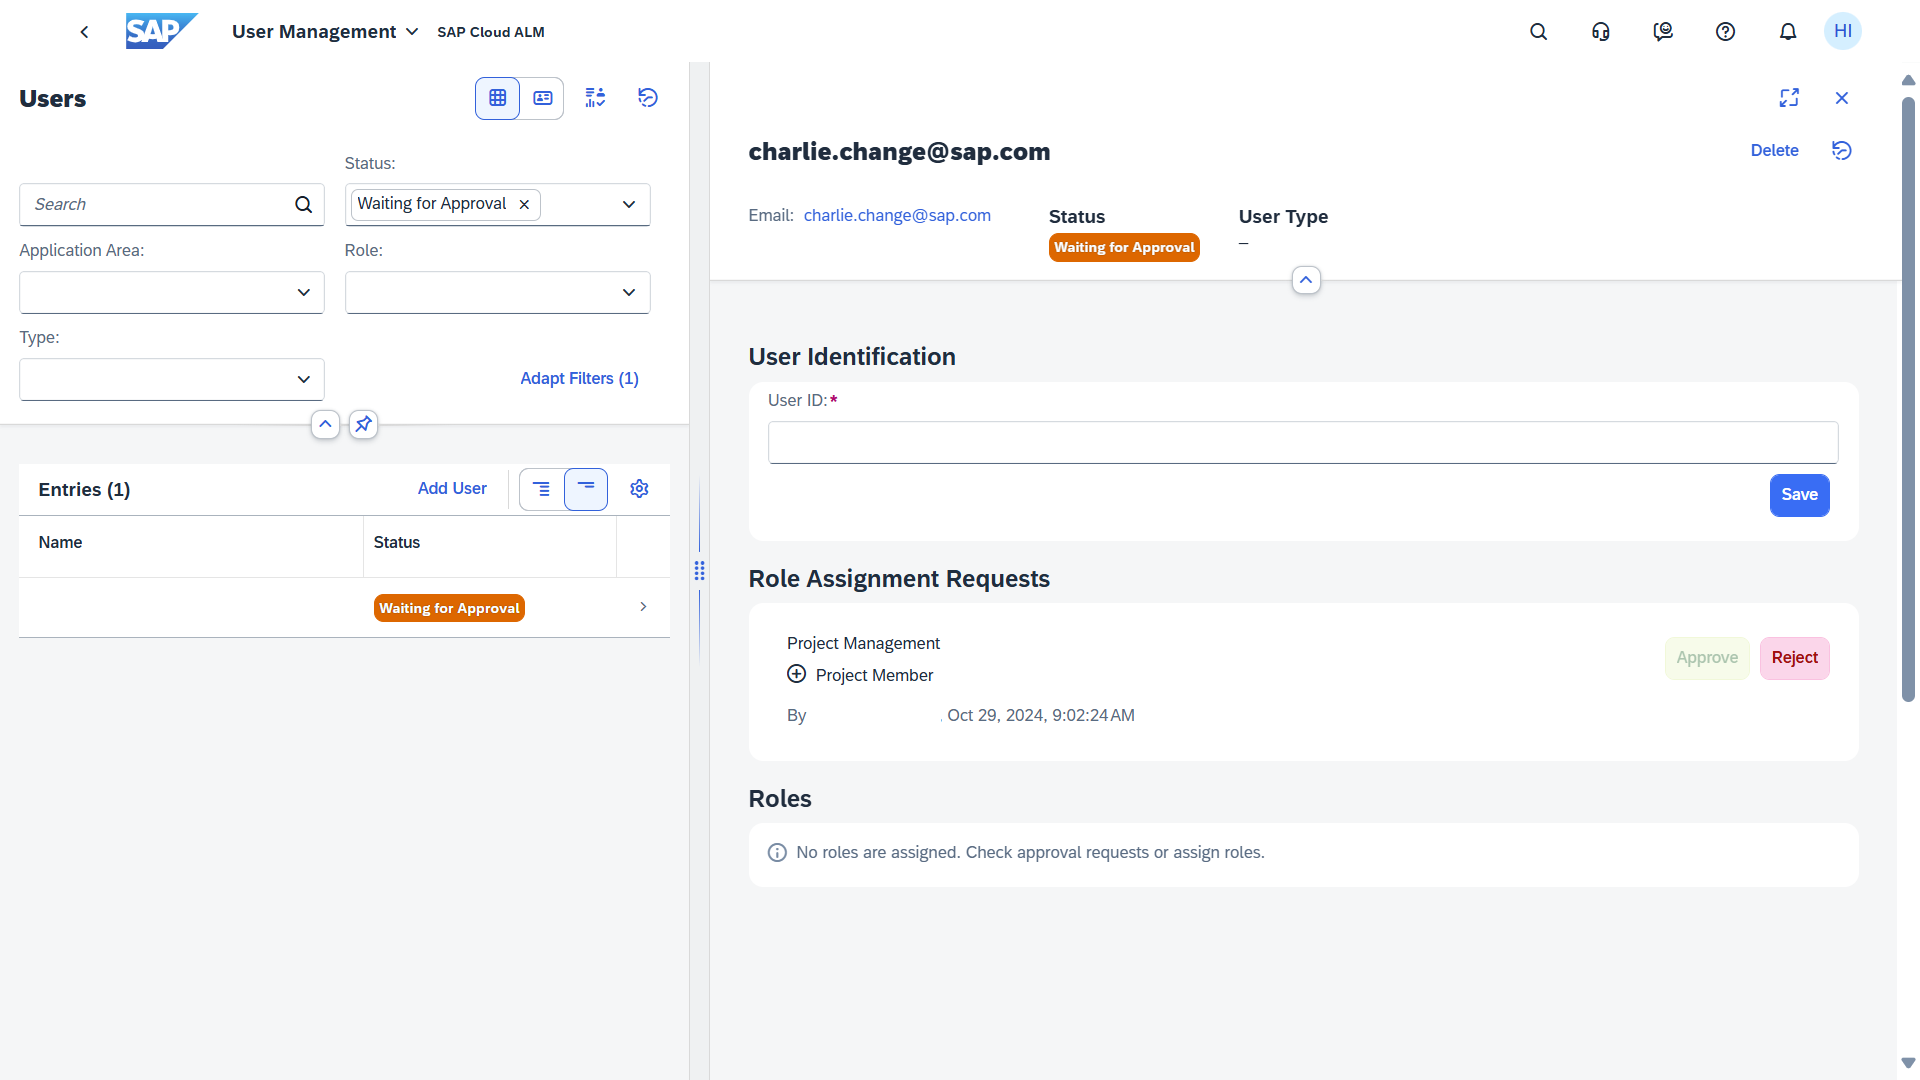 SAP User Management SAP Cloud ALM HI
Users
Status:
Search
Waiting for Approval
Application Area:
Role:
Type:
Adapt Filters (1)
Entries (1)
Add User
Name Status
Waiting for Approval
charlie.change@sap.com
Delete
Email: charlie.change@sap.com
Status
Waiting for Approval
User Type
–
User Identification
User ID:*
Save
Role Assignment Requests
Project Management
Project Member
Approve Reject
By , Oct 29, 2024, 9:02:24 AM
Roles
No roles are assigned. Check approval requests or assign roles.